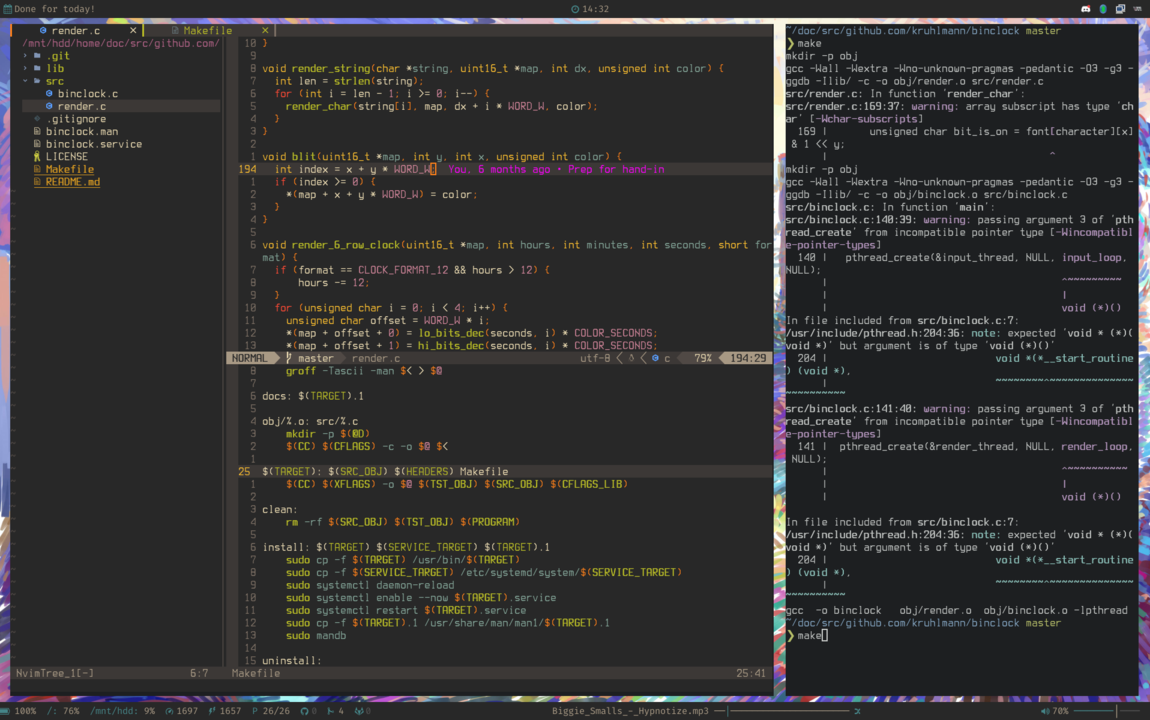 Done for today!
14:32
render.c ×
Makefile ×
/mnt/hdd/home/doc/src/github.com/
.git
lib
src
binclock.c
render.c
.gitignore
binclock.man
binclock.service
LICENSE
Makefile
README.md
NvimTree_1[-] 6:7
10 }
9
8 void render_string(char *string, uint16_t *map, int dx, unsigned int color) {
7 int len = strlen(string);
6 for (int i = len - 1; i >= 0; i--) {
5 render_char(string[i], map, dx + i * WORD_W, color);
4 }
3 }
2
1 void blit(uint16_t *map, int y, int x, unsigned int color) {
194 int index = x + y * WORD_W; You, 6 months ago • Prep for hand-in
1 if (index >= 0) {
2 *(map + x + y * WORD_W) = color;
3 }
4 }
5
6 void render_6_row_clock(uint16_t *map, int hours, int minutes, int seconds, short for
mat) {
7 if (format == CLOCK_FORMAT_12 && hours > 12) {
8 hours -= 12;
9 }
10 for (unsigned char i = 0; i < 4; i++) {
11 unsigned char offset = WORD_W * i;
12 *(map + offset + 0) = lo_bits_dec(seconds, i) * COLOR_SECONDS;
13 *(map + offset + 1) = hi_bits_dec(seconds, i) * COLOR_SECONDS;
NORMAL master render.c utf-8 c 79% 194:29
8 groff -Tascii -man $< > $@
7
6 docs: $(TARGET).1
5
4 obj/%.o: src/%.c
3 mkdir -p $(@D)
2 $(CC) $(CFLAGS) -c -o $@ $<
1
25 $(TARGET): $(SRC_OBJ) $(HEADERS) Makefile
1 $(CC) $(XFLAGS) -o $@ $(TST_OBJ) $(SRC_OBJ) $(CFLAGS_LIB)
2
3 clean:
4 rm -rf $(SRC_OBJ) $(TST_OBJ) $(PROGRAM)
5
6 install: $(TARGET) $(SERVICE_TARGET) $(TARGET).1
7 sudo cp -f $(TARGET) /usr/bin/$(TARGET)
8 sudo cp -f $(SERVICE_TARGET) /etc/systemd/system/$(SERVICE_TARGET)
9 sudo systemctl daemon-reload
10 sudo systemctl enable --now $(TARGET).service
11 sudo systemctl restart $(TARGET).service
12 sudo cp -f $(TARGET).1 /usr/share/man/man1/$(TARGET).1
13 sudo mandb
14
15 uninstall:
Makefile 25:41
~/doc/src/github.com/kruhlmann/binclock master
❯ make
mkdir -p obj
gcc -Wall -Wextra -Wno-unknown-pragmas -pedantic -O3 -g3 -
ggdb -Ilib/ -c -o obj/render.o src/render.c
src/render.c: In function 'render_char':
src/render.c:169:37: warning: array subscript has type 'ch
ar' [-Wchar-subscripts]
169 | unsigned char bit_is_on = font[character][x]
& 1 << y;
| ^
mkdir -p obj
gcc -Wall -Wextra -Wno-unknown-pragmas -pedantic -O3 -g3 -
ggdb -Ilib/ -c -o obj/binclock.o src/binclock.c
src/binclock.c: In function 'main':
src/binclock.c:140:39: warning: passing argument 3 of 'pth
read_create' from incompatible pointer type [-Wincompatibl
e-pointer-types]
140 | pthread_create(&input_thread, NULL, input_loop,
NULL);
| ^~~~~~~~~~
| |
| void (*)()
In file included from src/binclock.c:7:
/usr/include/pthread.h:204:36: note: expected 'void * (*)(
void *)' but argument is of type 'void (*)()'
204 | void *(*__start_routine
) (void *),
| ~~~~~~~~^~~~~~~~~~~~~~~
~~~~~~~~~~
src/binclock.c:141:40: warning: passing argument 3 of 'pth
read_create' from incompatible pointer type [-Wincompatibl
e-pointer-types]
141 | pthread_create(&render_thread, NULL, render_loop,
NULL);
| ^~~~~~~~~~~
| |
| void (*)()
In file included from src/binclock.c:7:
/usr/include/pthread.h:204:36: note: expected 'void * (*)(
void *)' but argument is of type 'void (*)()'
204 | void *(*__start_routine
) (void *),
| ~~~~~~~~^~~~~~~~~~~~~~~
~~~~~~~~~~
gcc -o binclock obj/render.o obj/binclock.o -lpthread
~/doc/src/github.com/kruhlmann/binclock master
❯ make
100% /: 76% /mnt/hdd: 9% 1697 1657 P 26/26 0 4 0
Biggie_Smalls_-_Hypnotize.mp3
70%